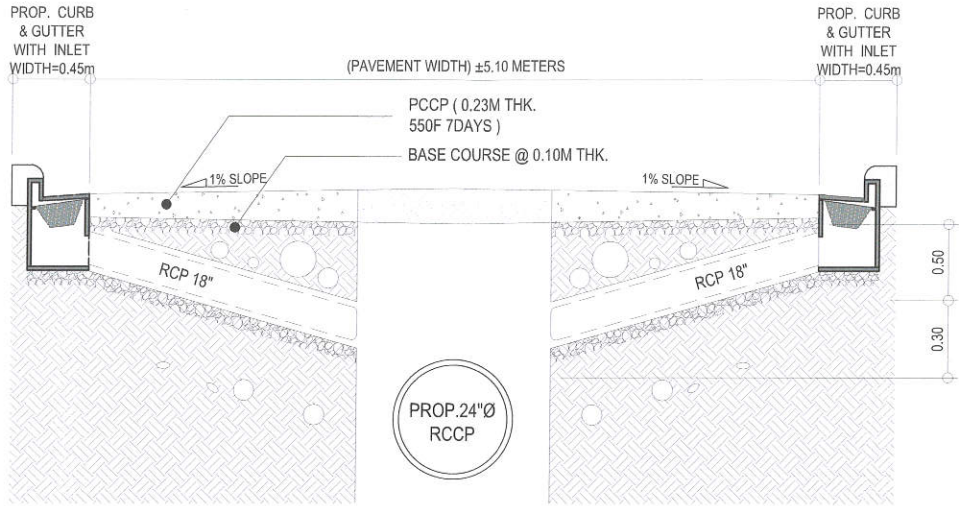 PROP. CURB
& GUTTER
WITH INLET
WIDTH=0.45m
(PAVEMENT WIDTH) ±5.10 METERS
PROP. CURB
& GUTTER
WITH INLET
WIDTH=0.45m
PCCP ( 0.23M THK.
550F 7DAYS )
BASE COURSE @ 0.10M THK.
1% SLOPE
1% SLOPE
RCP 18"
RCP 18"
0.50
0.30
PROP.24"Ø
RCCP